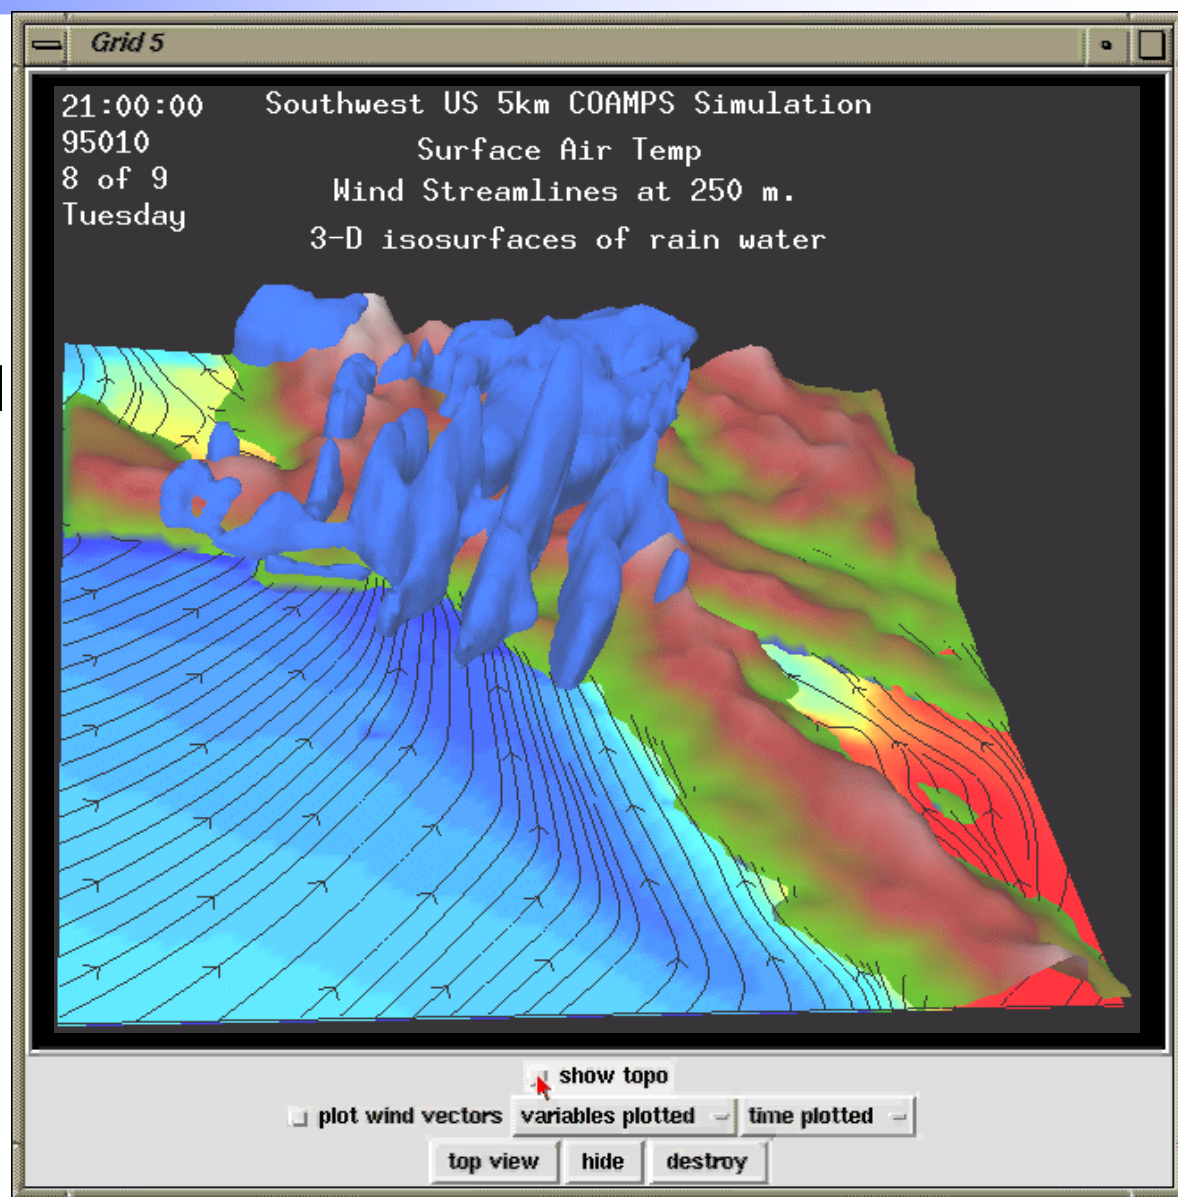 Grid 5
21:00:00
95010
8 of 9
Tuesday
Southwest US 5km COAMPS Simulation
Surface Air Temp
Wind Streamlines at 250 m.
3-D isosurfaces of rain water
show topo
plot wind vectors variables plotted time plotted
top view hide destroy